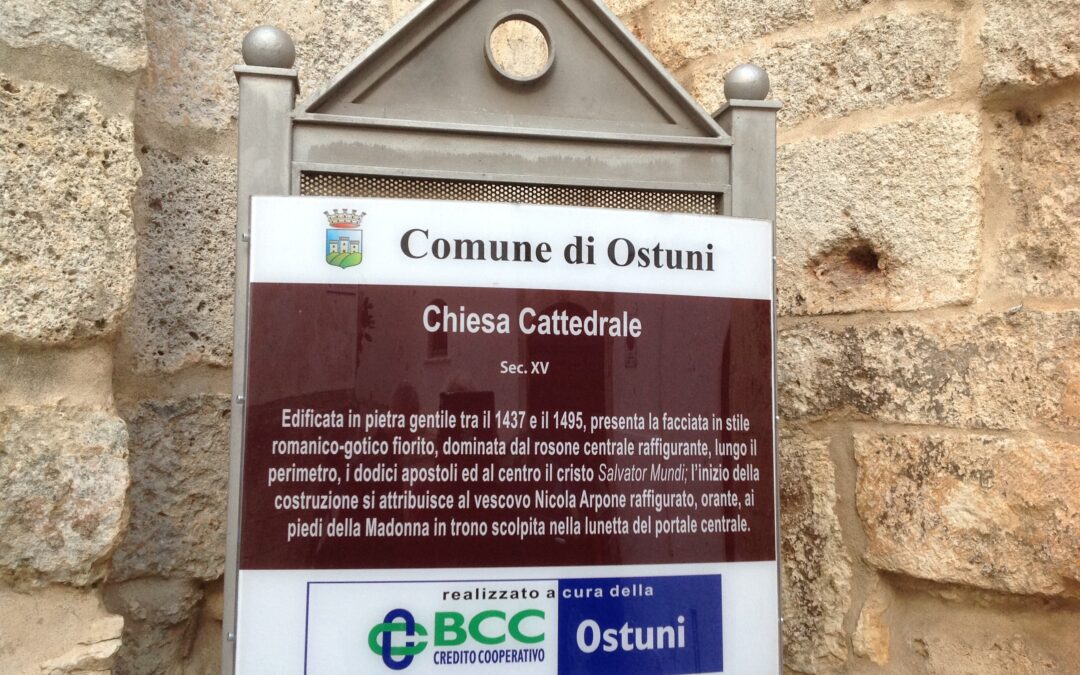 Comune di Ostuni
Chiesa Cattedrale
Sec. XV
Edificata in pietra gentile tra il 1437 e il 1495, presenta la facciata in stile
romanico-gotico fiorito, dominata dal rosone centrale raffigurante, lungo il
perimetro, i dodici apostoli ed al centro il cristo Salvator Mundi; l'inizio della
costruzione si attribuisce al vescovo Nicola Arpone raffigurato, orante, ai
piedi della Madonna in trono scolpita nella lunetta del portale centrale.
realizzato a cura della
BCC
CREDITO COOPERATIVO
Ostuni